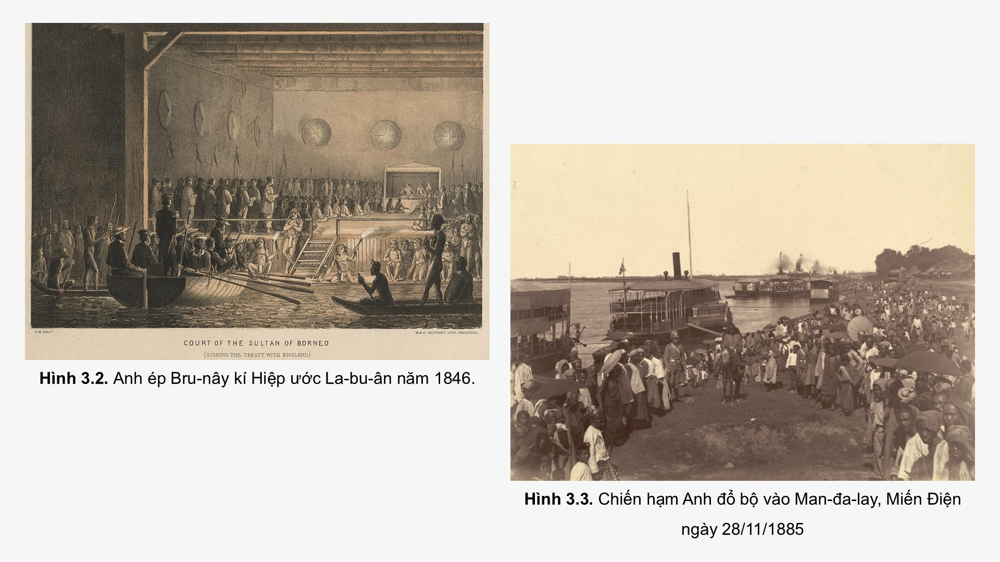 F.M. DELT
M & N. HANHART LITH. PRINTERS.
COURT OF THE SULTAN OF BORNEO
(SIGNING THE TREATY WITH ENGLAND.)
Hình 3.2. Anh ép Bru-nây kí Hiệp ước La-bu-ân năm 1846.
Hình 3.3. Chiến hạm Anh đổ bộ vào Man-đa-lay, Miến Điện
ngày 28/11/1885